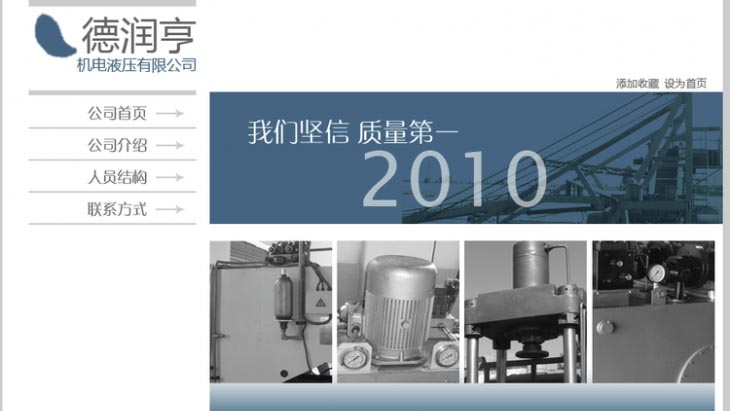 德润亨
机电液压有限公司
添加收藏 设为首页
公司首页
公司介绍
人员结构
联系方式
我们坚信 质量第一
2010